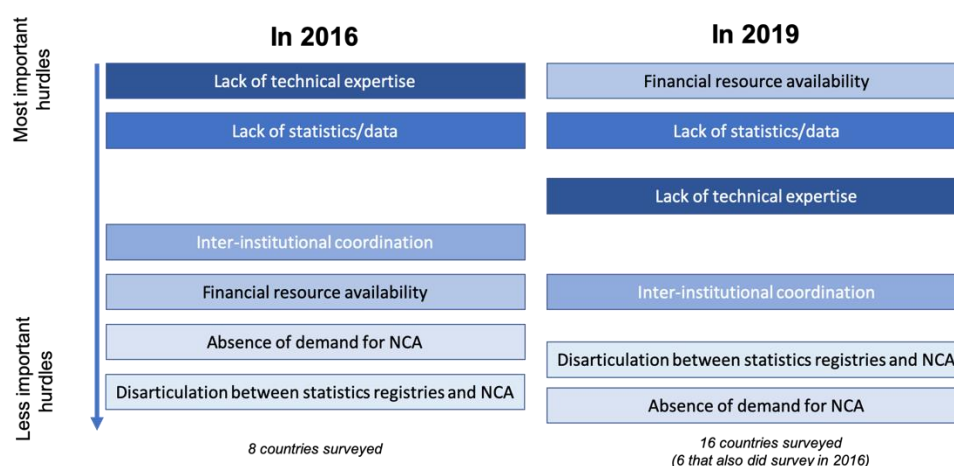 Most important
hurdles
Less important
hurdles
In 2016
Lack of technical expertise
Lack of statistics/data
Inter-institutional coordination
Financial resource availability
Absence of demand for NCA
Disarticulation between statistics registries and NCA
8 countries surveyed
In 2019
Financial resource availability
Lack of statistics/data
Lack of technical expertise
Inter-institutional coordination
Disarticulation between statistics registries and NCA
Absence of demand for NCA
16 countries surveyed
(6 that also did survey in 2016)